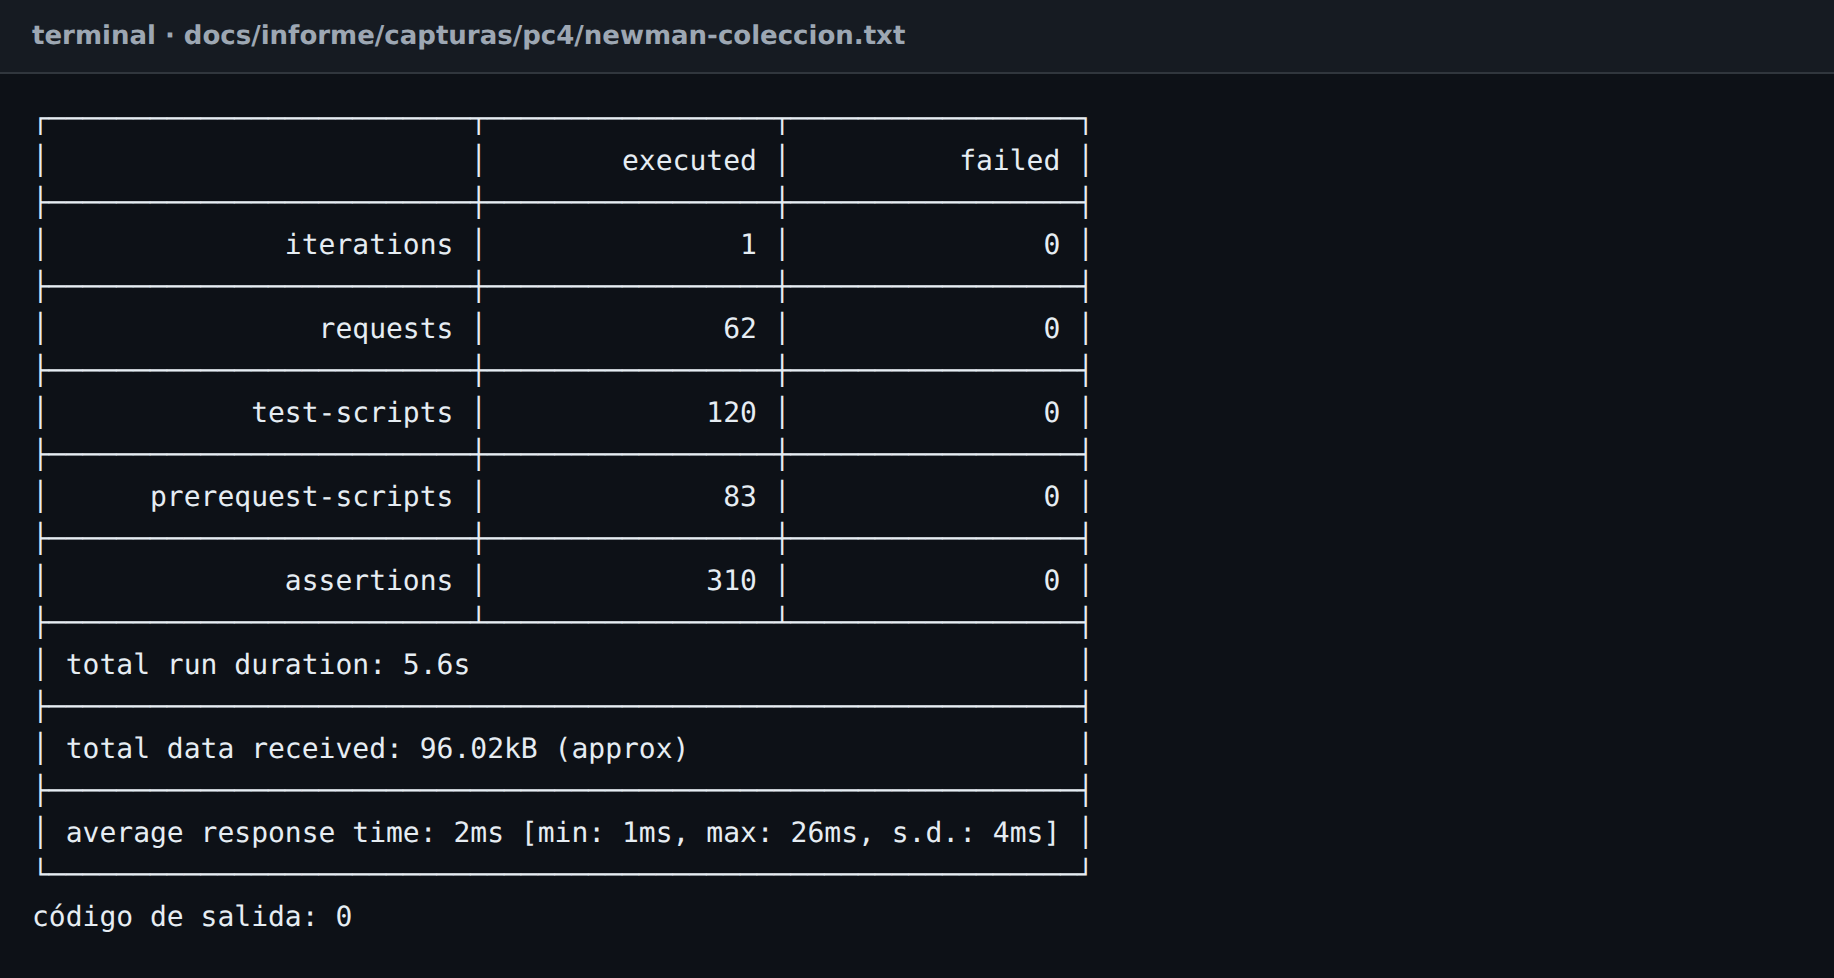 terminal · docs/informe/capturas/pc4/newman-coleccion.txt
executed failed
iterations 1 0
requests 62 0
test-scripts 120 0
prerequest-scripts 83 0
assertions 310 0
total run duration: 5.6s
total data received: 96.02kB (approx)
average response time: 2ms [min: 1ms, max: 26ms, s.d.: 4ms]
código de salida: 0